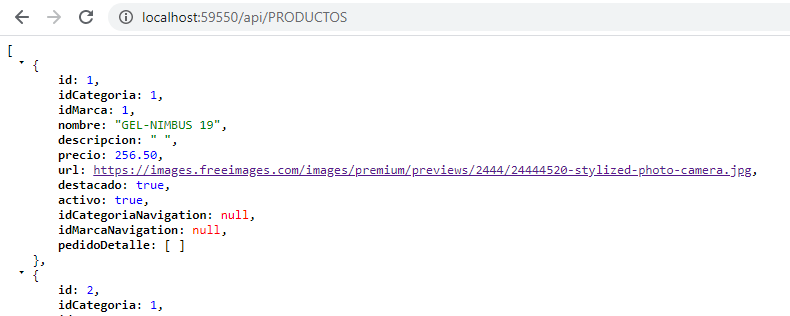 localhost:59550/api/PRODUCTOS
[
{
id: 1,
idCategoria: 1,
idMarca: 1,
nombre: "GEL-NIMBUS 19",
descripcion: " ",
precio: 256.50,
url: https://images.freeimages.com/images/premium/previews/2444/24444520-stylized-photo-camera.jpg,
destacado: true,
activo: true,
idCategoriaNavigation: null,
idMarcaNavigation: null,
pedidoDetalle: [ ]
},
{
id: 2,
idCategoria: 1,